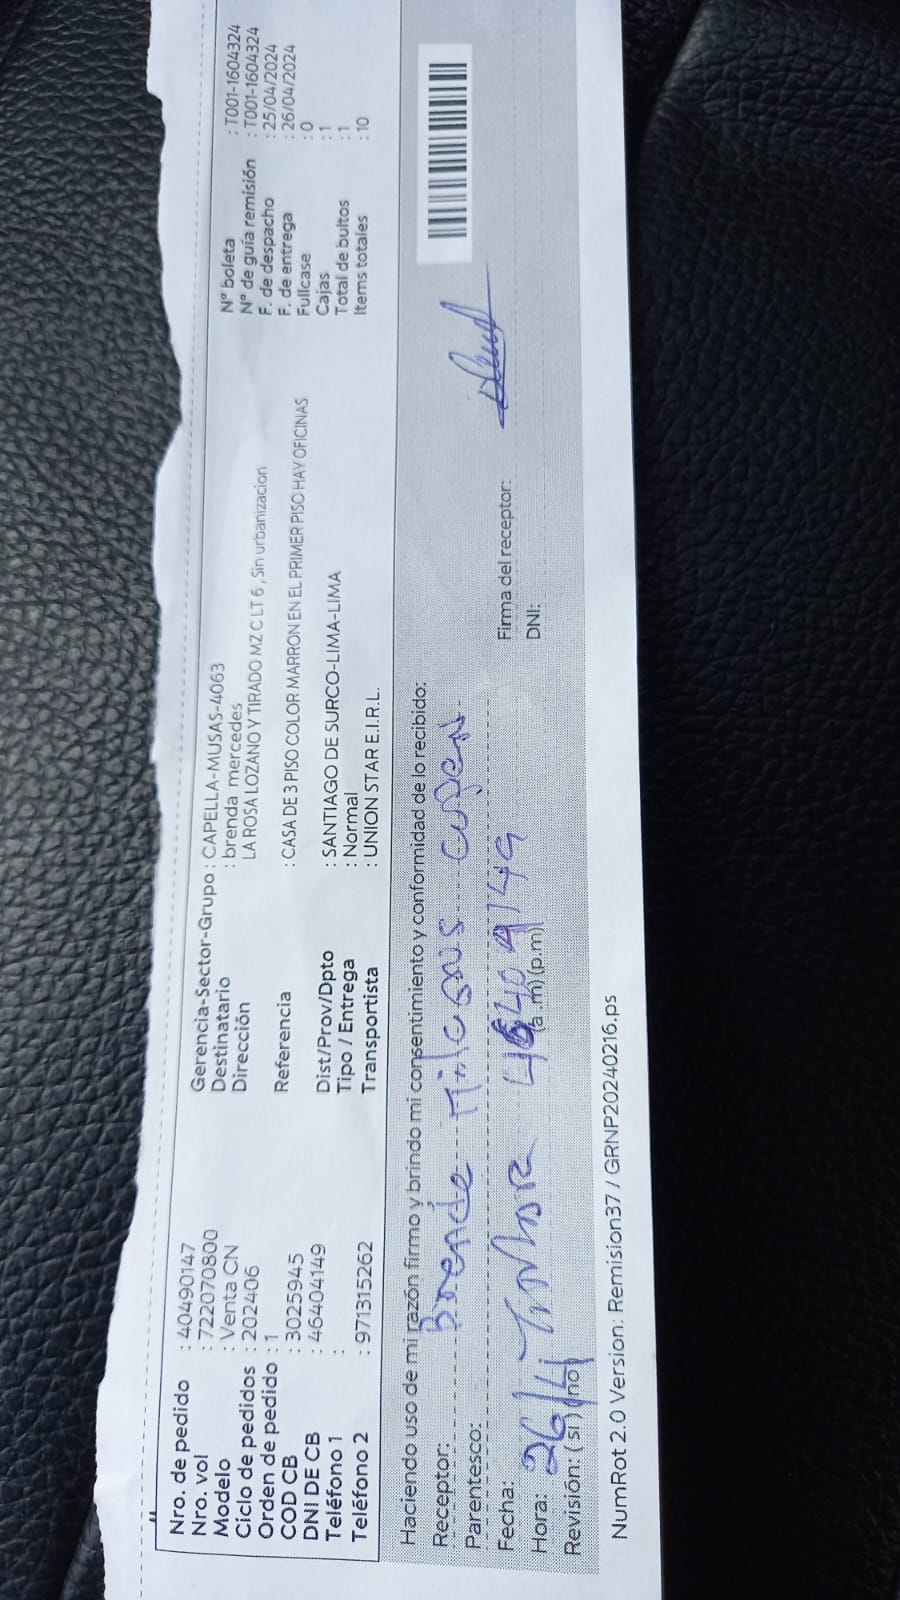 Nro. de pedido : 40490147
Nro. vol : 722070800
Modelo : Venta CN
Ciclo de pedidos : 202406
Orden de pedido : 1
COD CB : 3025945
DNI DE CB : 46404149
Teléfono 1 :
Teléfono 2 : 971315262
Gerencia-Sector-Grupo : CAPELLA-MUSAS-4063
Destinatario : brenda mercedes
Dirección LA ROSA LOZANO Y TIRADO MZ C LT 6 , Sin urbanizacion
Referencia : CASA DE 3 PISO COLOR MARRON EN EL PRIMER PISO HAY OFICINAS
Dist/Prov/Dpto : SANTIAGO DE SURCO-LIMA-LIMA
Tipo / Entrega : Normal
Transportista : UNION STAR E.I.R.L.
N° boleta : T001-1604324
N° de guía remisión : T001-1604324
F. de despacho : 25/04/2024
F. de entrega : 26/04/2024
Fullcase : 0
Cajas : 1
Total de bultos : 1
Items totales : 10
Haciendo uso de mi razón firmo y brindo mi consentimiento y conformidad de lo recibido:
Receptor: Brenda
Parentesco:
Fecha: 46404149
Hora: 26/4 (a.m) (p.m)
Revisión: ( si ) ( no )
Firma del receptor:
DNI:
NumRot 2.0 Version: Remision37 / GRNP20240216.ps